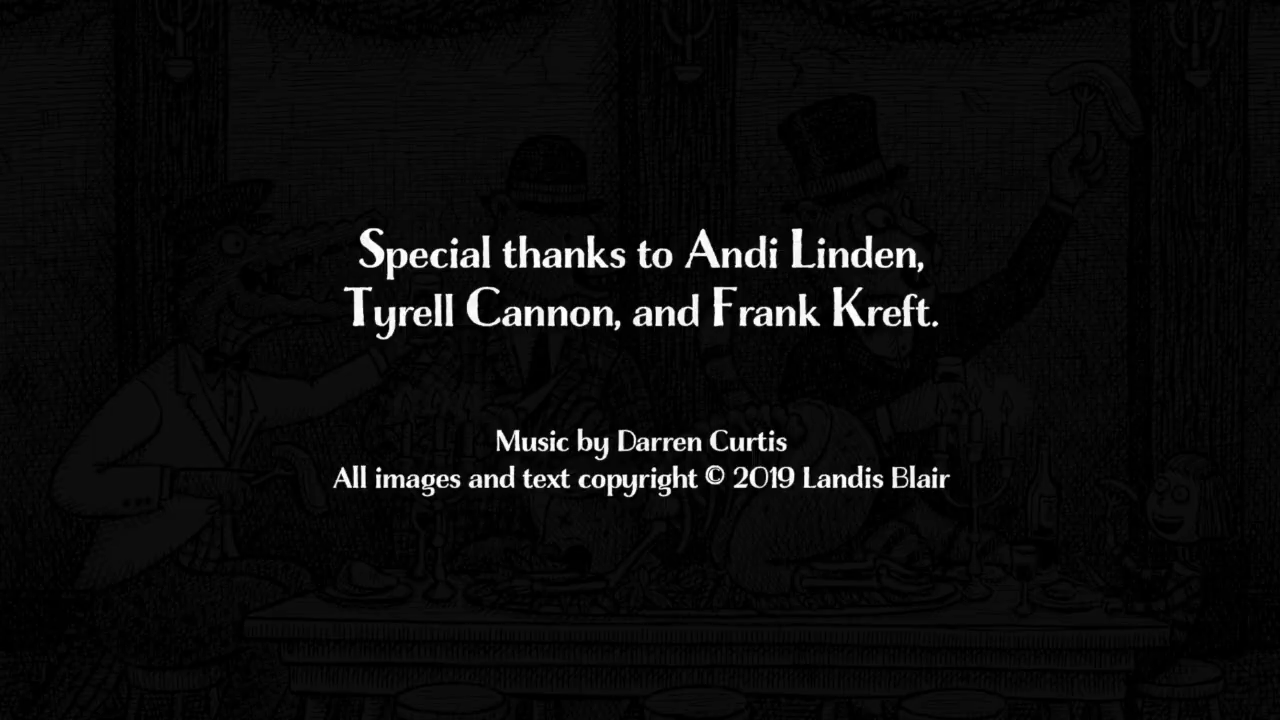 Special thanks to Andi Linden,
Tyrell Cannon, and Frank Kreft.
Music by Darren Curtis
All images and text copyright © 2019 Landis Blair